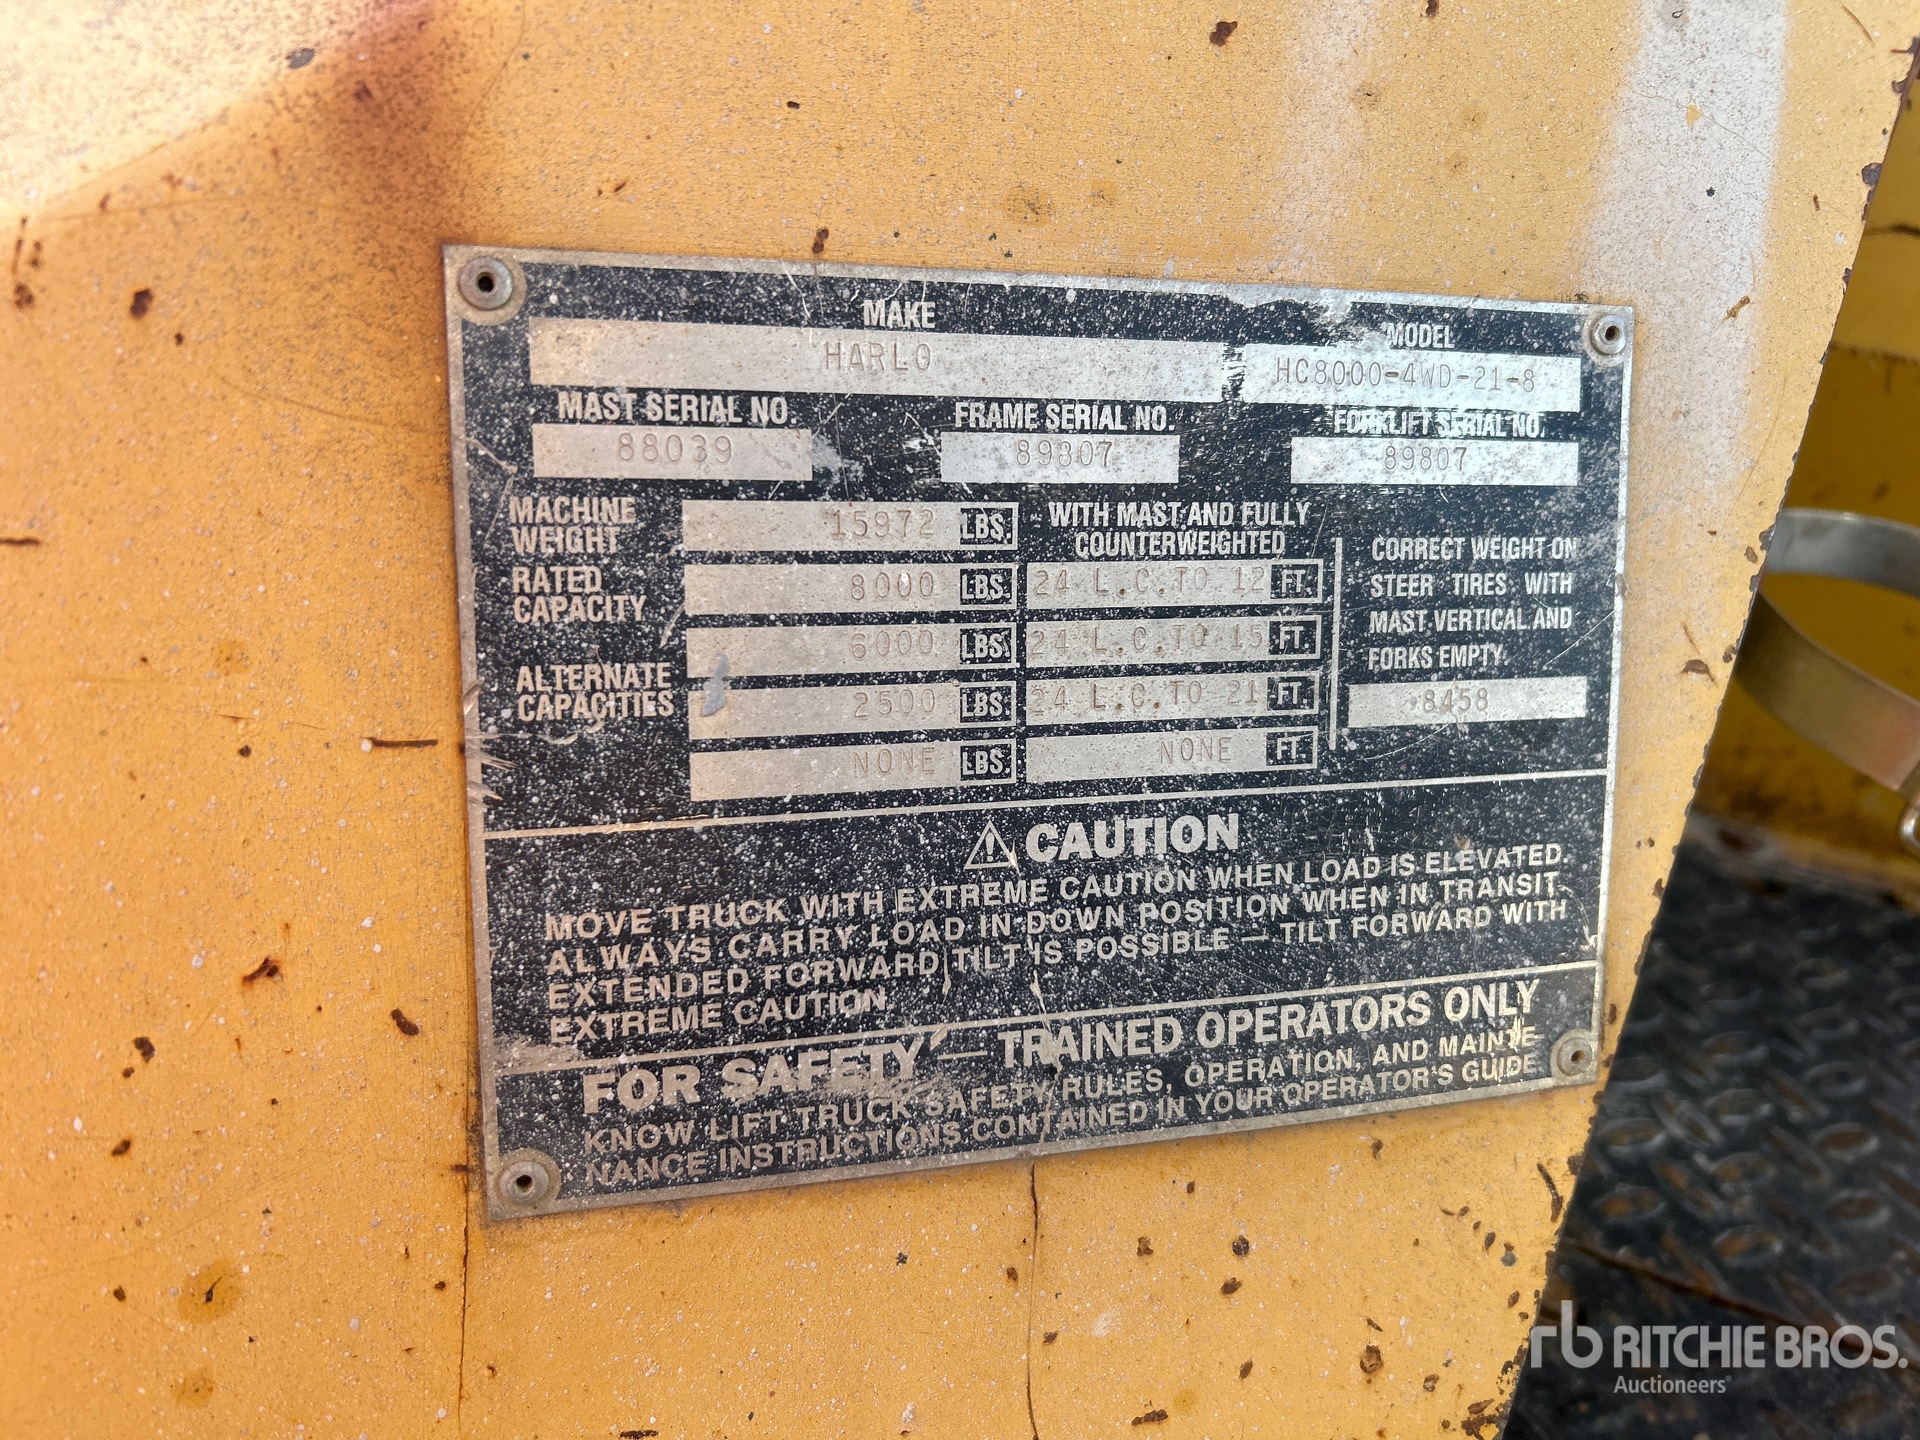 MAKE
HARLO
MODEL
HC8000-4WD-21-8
MAST SERIAL NO.
88039
FRAME SERIAL NO.
89807
FORKLIFT SERIAL NO.
89807
MACHINE
WEIGHT
15972 LBS.
RATED
CAPACITY
8000 LBS.
ALTERNATE
CAPACITIES
6000 LBS.
2500 LBS.
NONE LBS.
WITH MAST AND FULLY
COUNTERWEIGHTED
24 L.C.TO 12 FT.
24 L.C.TO 15 FT.
24 L.C.TO 21 FT.
NONE FT.
CORRECT WEIGHT ON
STEER TIRES WITH
MAST VERTICAL AND
FORKS EMPTY.
8458
⚠ CAUTION
MOVE TRUCK WITH EXTREME CAUTION WHEN LOAD IS ELEVATED.
ALWAYS CARRY LOAD IN DOWN POSITION WHEN IN TRANSIT.
EXTENDED FORWARD TILT IS POSSIBLE — TILT FORWARD WITH
EXTREME CAUTION
FOR SAFETY — TRAINED OPERATORS ONLY
KNOW LIFT TRUCK SAFETY RULES, OPERATION, AND MAINTE-
NANCE INSTRUCTIONS CONTAINED IN YOUR OPERATOR'S GUIDE
rb RITCHIE BROS.
Auctioneers